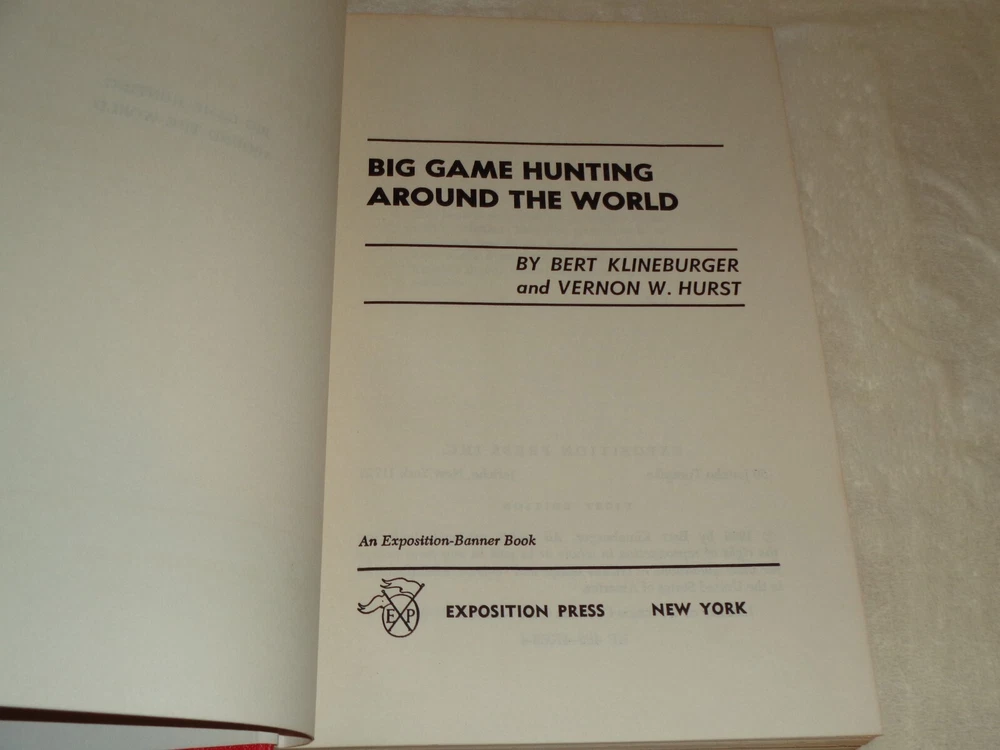 BIG GAME HUNTING
AROUND THE WORLD
BY BERT KLINEBURGER
and VERNON W. HURST
An Exposition-Banner Book
E P
EXPOSITION PRESS NEW YORK